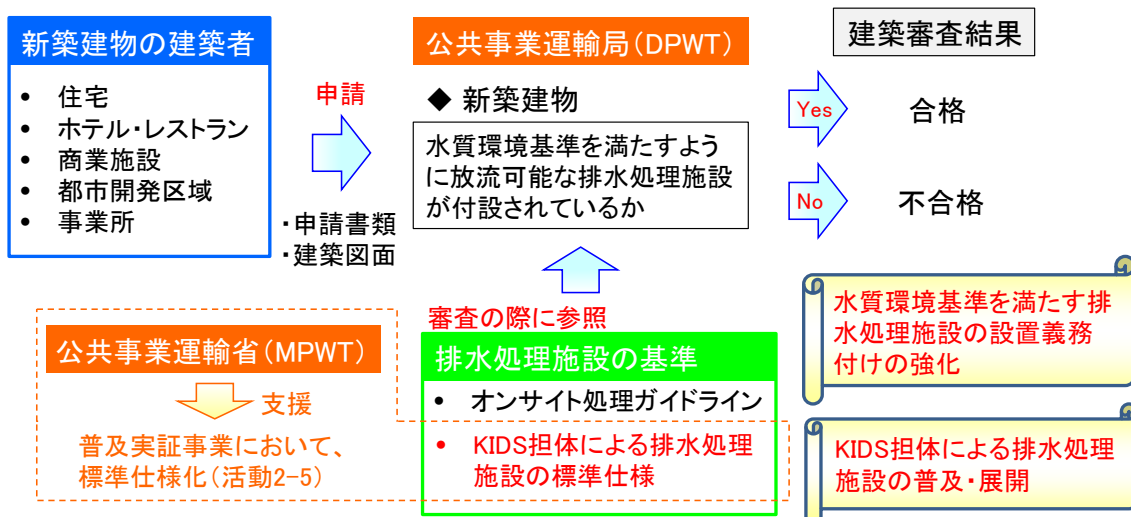 新築建物の建築者
• 住宅
• ホテル・レストラン
• 商業施設
• 都市開発区域
• 事業所
申請
・申請書類
・建築図面
公共事業運輸局(DPWT)
◆ 新築建物
水質環境基準を満たすよう
に放流可能な排水処理施設
が付設されているか
建築審査結果
Yes
合格
No
不合格
審査の際に参照
公共事業運輸省(MPWT)
支援
普及実証事業において、
標準仕様化(活動2-5)
排水処理施設の基準
• オンサイト処理ガイドライン
• KIDS担体による排水処理
施設の標準仕様
水質環境基準を満たす排
水処理施設の設置義務
付けの強化
KIDS担体による排水処理
施設の普及・展開